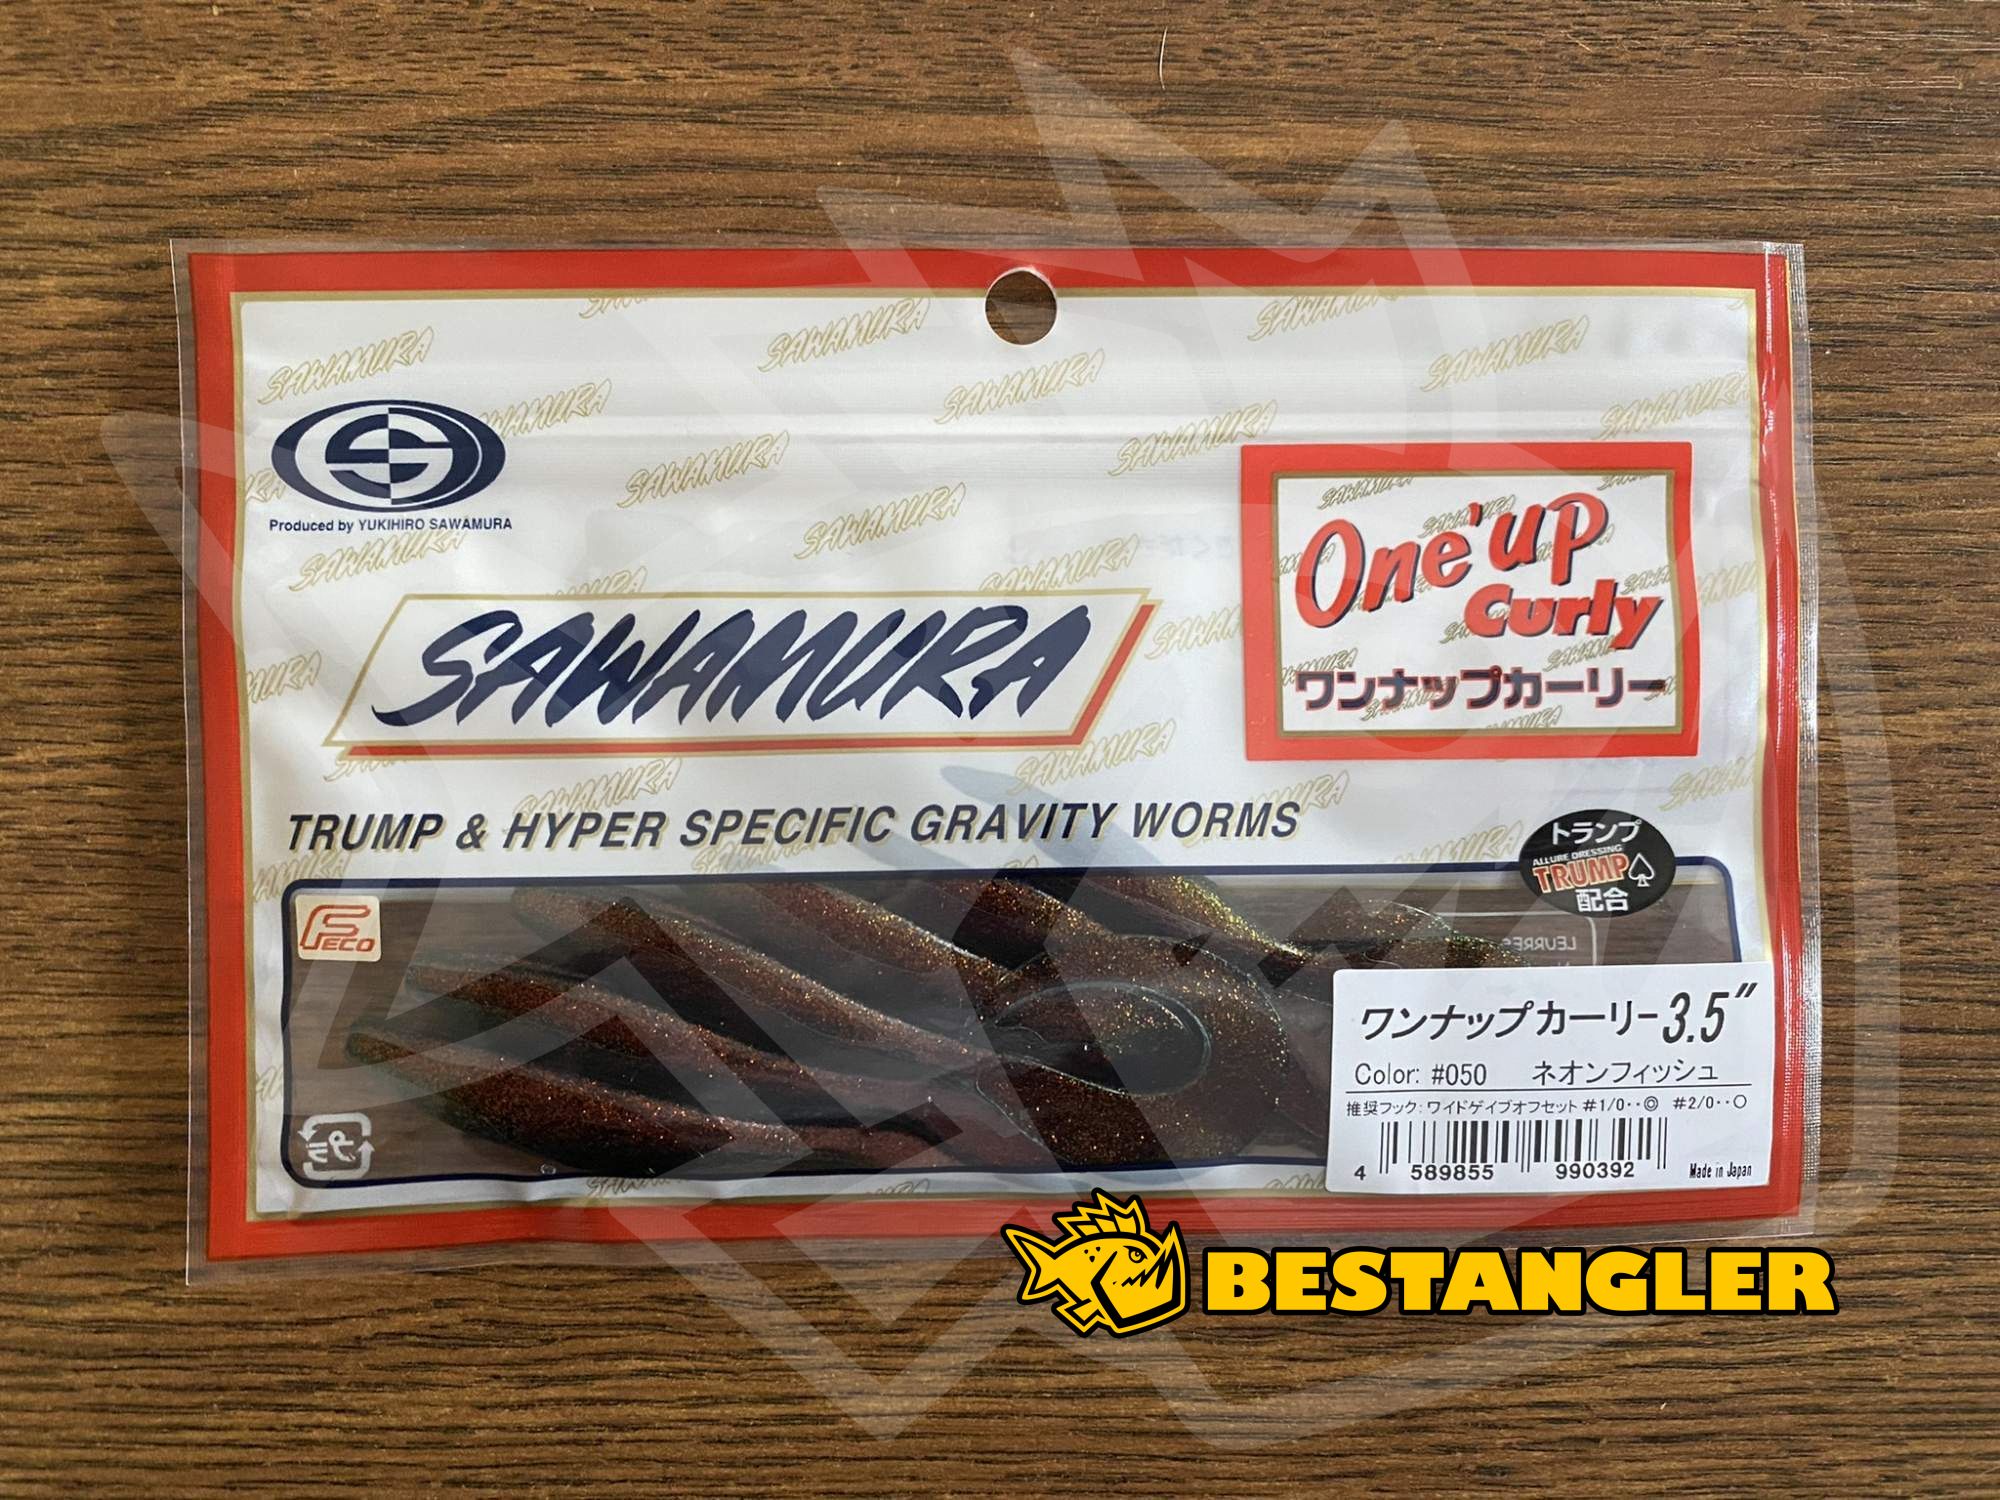 Produced by YUKIHIRO SAWAMURA
SAWAMURA
One'up
curly
ワンナップカーリー
TRUMP & HYPER SPECIFIC GRAVITY WORMS
トランプ
ALLURE DRESSING
TRUMP
配合
FECO
PP
ワンナップカーリー3.5"
Color: #050 ネオンフィッシュ
推奨フック:ワイドゲイブオフセット #1/0‥◎ #2/0‥○
4 589855 990392
Made in Japan
BESTANGLER